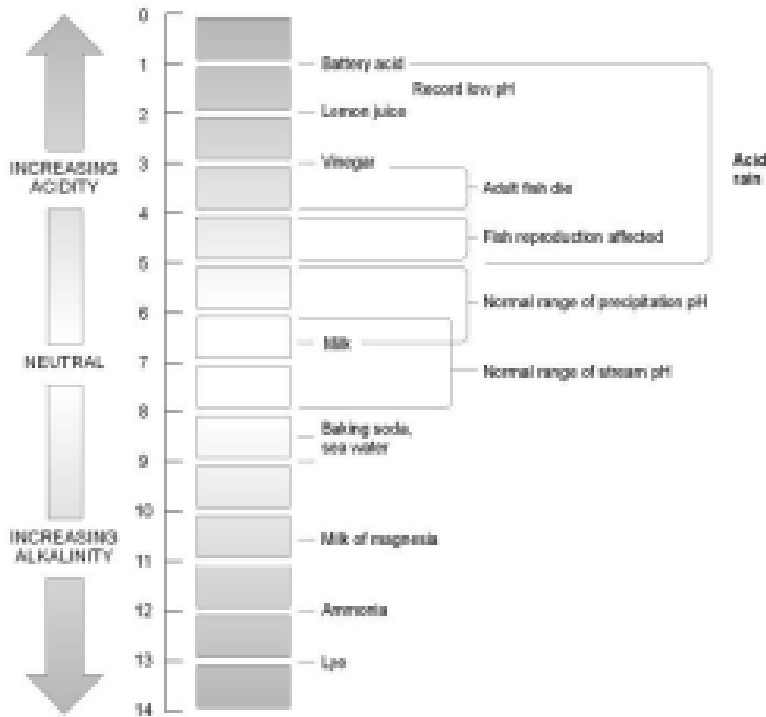 0
1
2
3
4
5
6
7
8
9
10
11
12
13
14
INCREASING
ACIDITY
NEUTRAL
INCREASING
ALKALINITY
Battery acid
Record low pH
Lemon juice
Vinegar
Adult fish die
Acid
rain
Fish reproduction affected
Normal range of precipitation pH
Milk
Normal range of stream pH
Baking soda,
sea water
Milk of magnesia
Ammonia
Lye